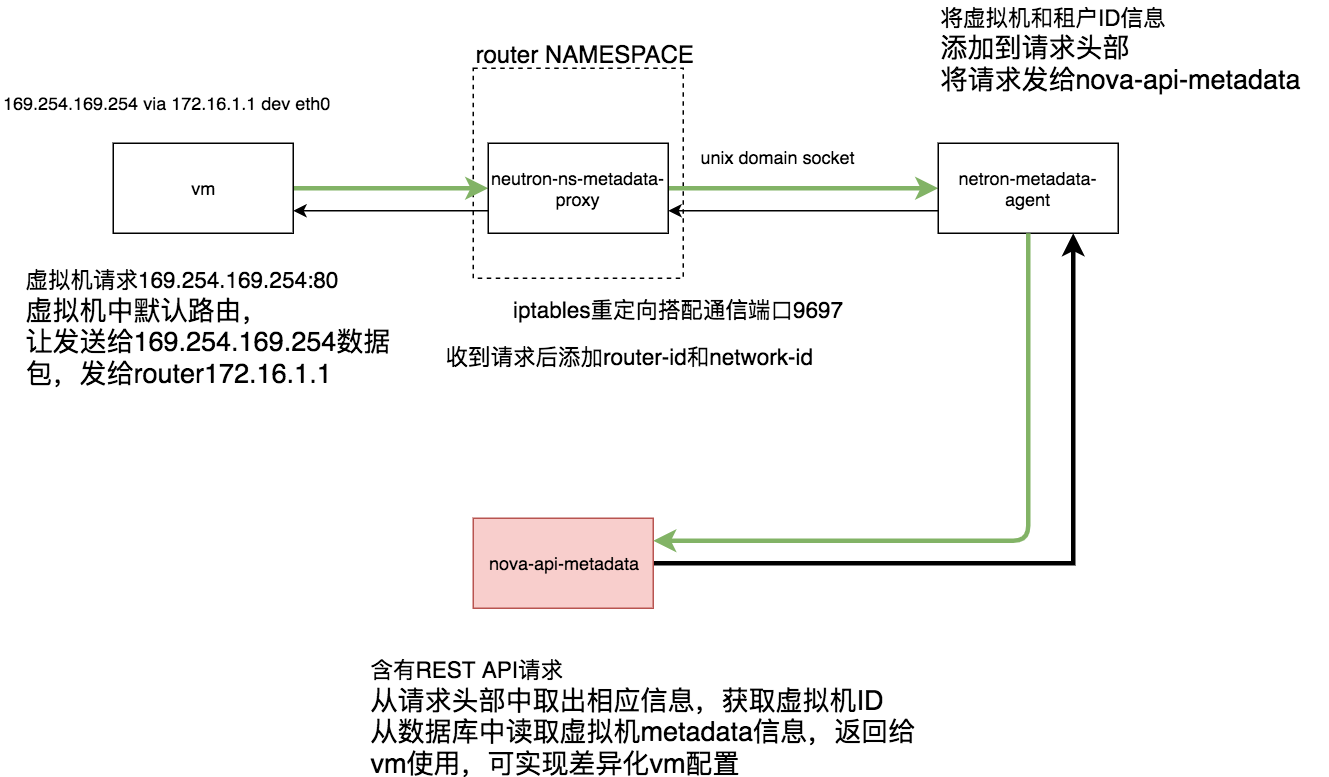 将虚拟机和租户ID信息
添加到请求头部
将请求发给nova-api-metadata
router NAMESPACE
169.254.169.254 via 172.16.1.1 dev eth0
vm
neutron-ns-metadata-
proxy
unix domain socket
netron-metadata-
agent
虚拟机请求169.254.169.254:80
虚拟机中默认路由，
让发送给169.254.169.254数据
包，发给router172.16.1.1
iptables重定向搭配通信端口9697
收到请求后添加router-id和network-id
nova-api-metadata
含有REST API请求
从请求头部中取出相应信息，获取虚拟机ID
从数据库中读取虚拟机metadata信息，返回给
vm使用，可实现差异化vm配置